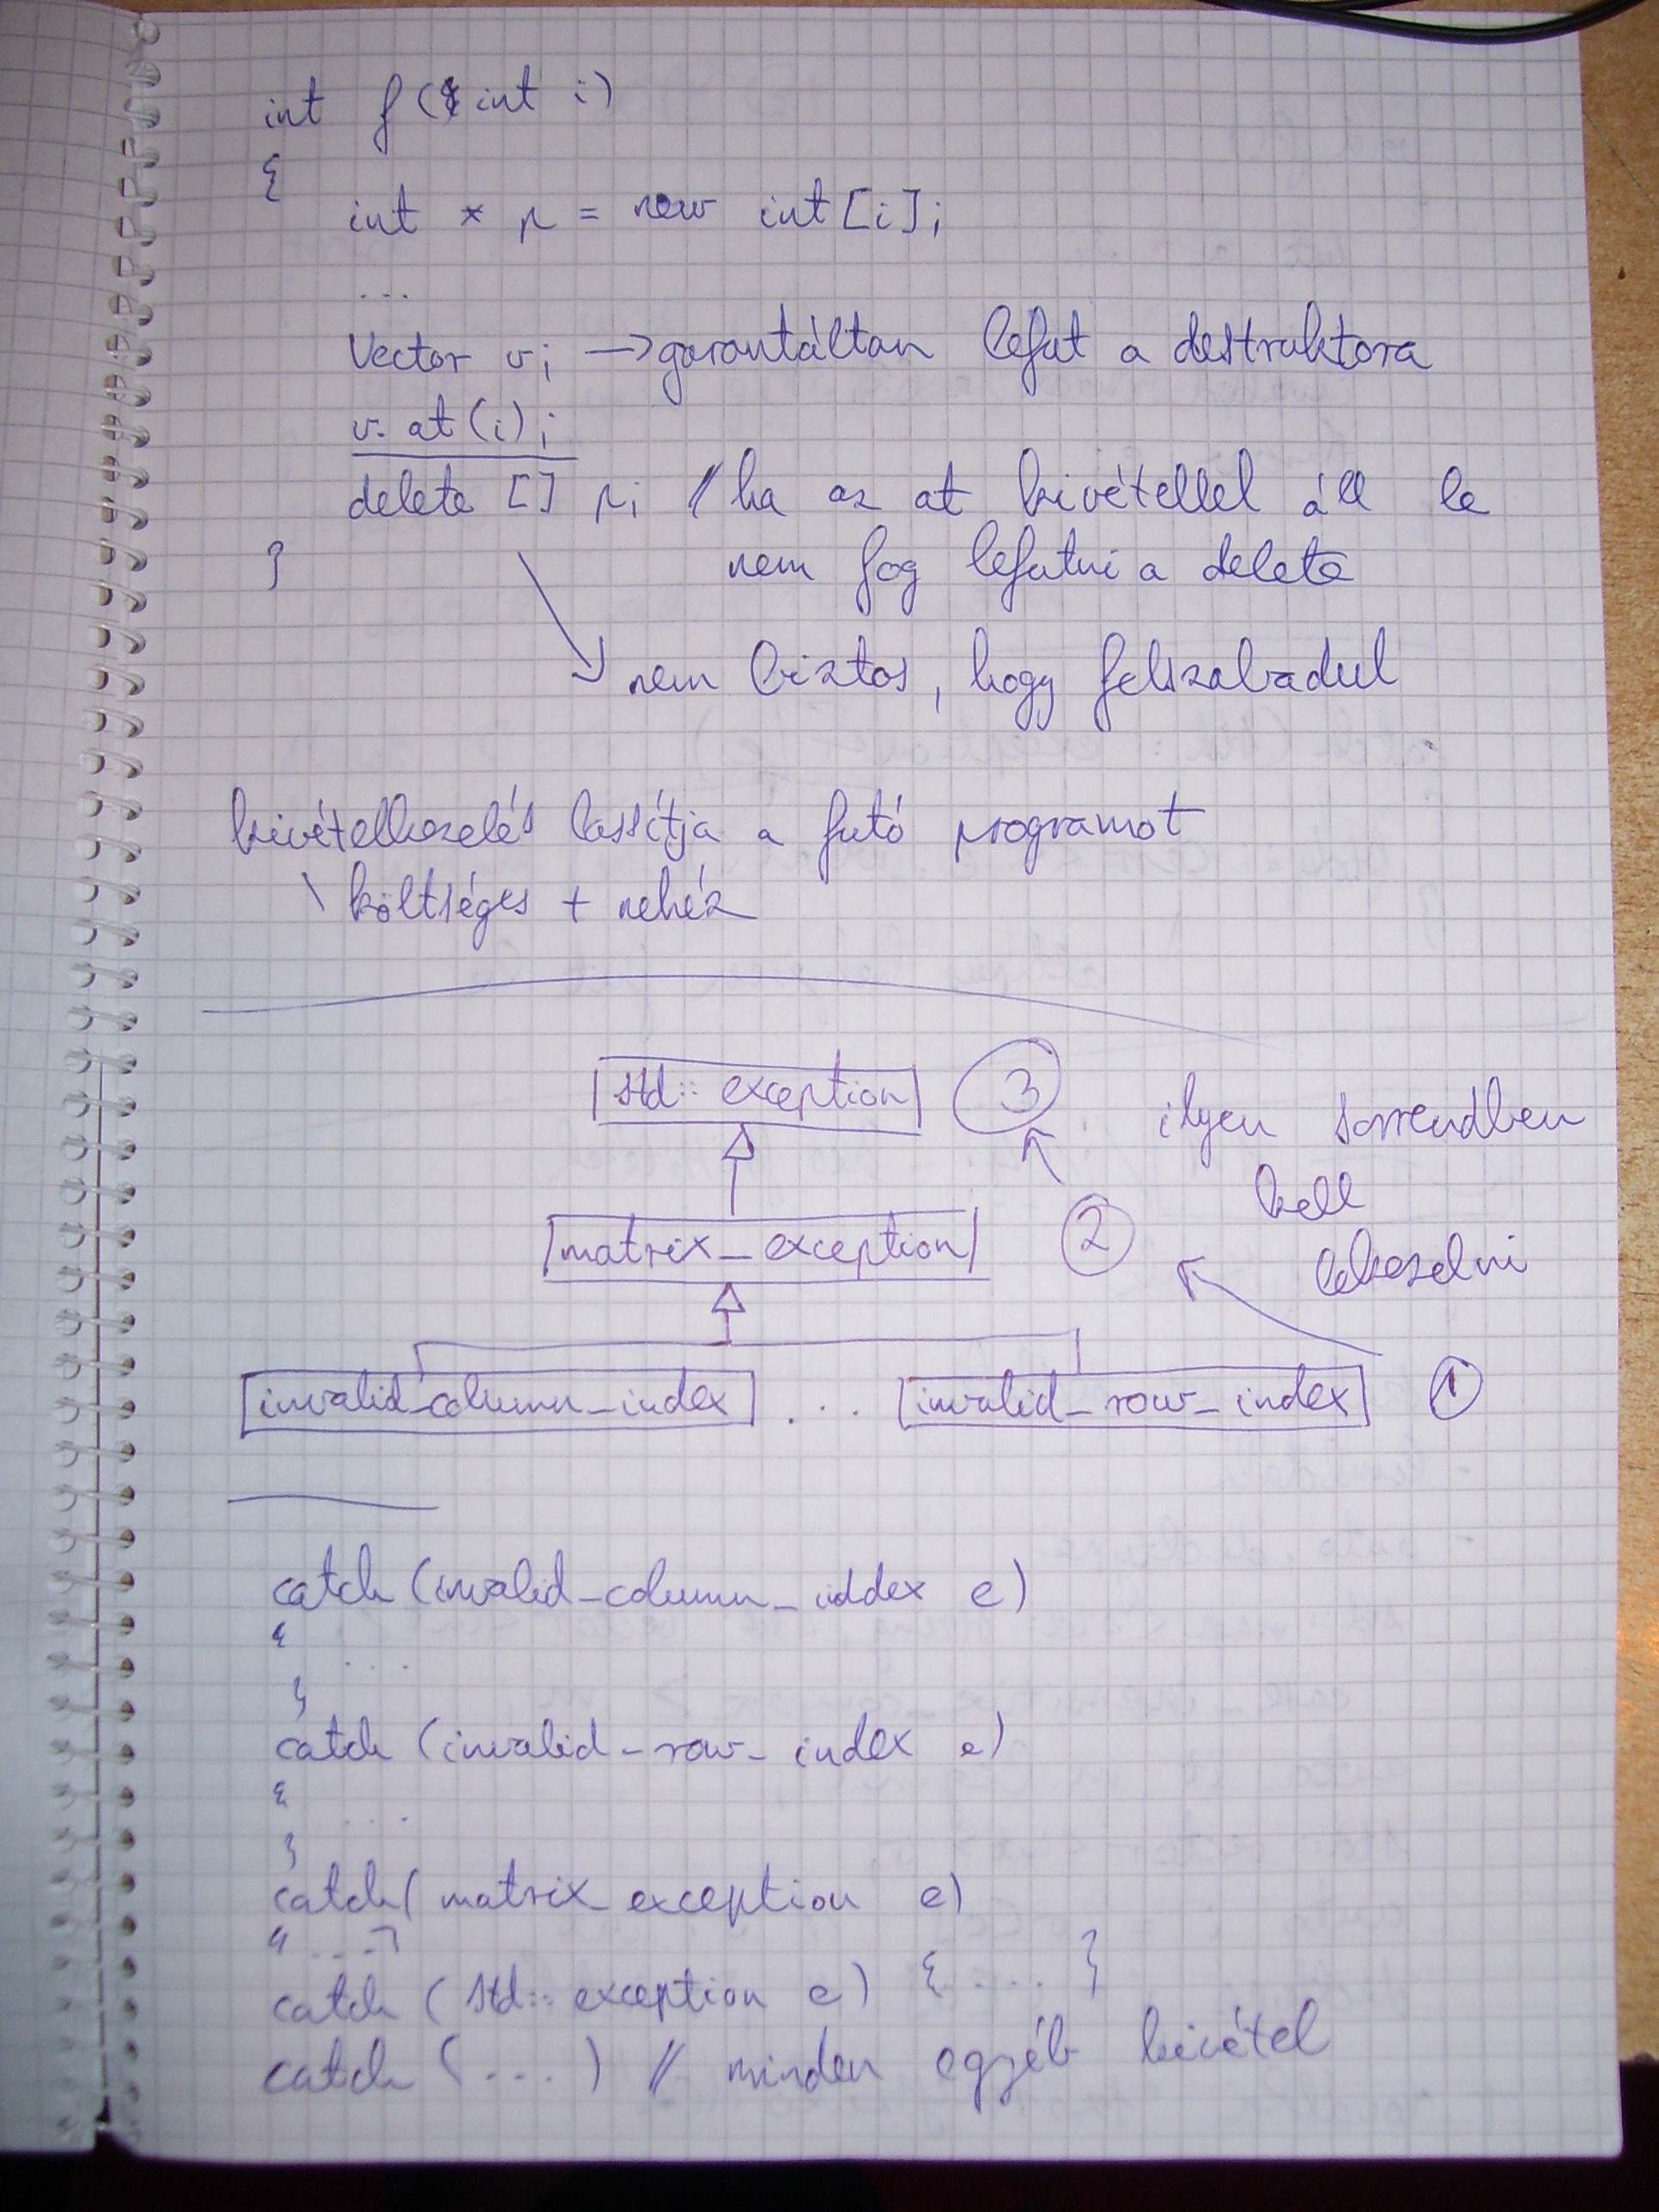 int f( int i)
{
int * p = new int[i];
...
Vector v; → garantáltan lefut a destruktora
v. at(i);
delete [] p; // ha az at kivétellel áll le
} nem fog lefutni a delete
nem biztos, hogy felszabadul
kivételkezelés lassítja a futó programot
\ költséges + nehéz
std:: exception 3
ilyen sorrendben
kell
lekezelni
matrix_exception 2
invalid_column_index ... invalid_row_index 1
catch (invalid_column_iddex e)
{
...
}
catch (invalid_row_index e)
{
...
}
catch( matrix_exception e)
{ ... }
catch ( std:: exception e) { .... }
catch (....) // minden egyéb kivétel